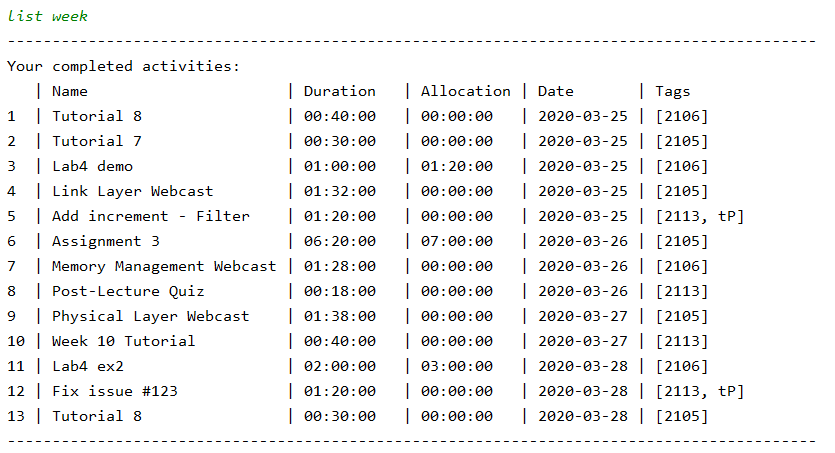 list week
------------------------------------------------------------------------------------------
Your completed activities:
   | Name                      | Duration   | Allocation | Date       | Tags
1  | Tutorial 8                | 00:40:00   | 00:00:00   | 2020-03-25 | [2106]
2  | Tutorial 7                | 00:30:00   | 00:00:00   | 2020-03-25 | [2105]
3  | Lab4 demo                 | 01:00:00   | 01:20:00   | 2020-03-25 | [2106]
4  | Link Layer Webcast        | 01:32:00   | 00:00:00   | 2020-03-25 | [2105]
5  | Add increment - Filter    | 01:20:00   | 00:00:00   | 2020-03-25 | [2113, tP]
6  | Assignment 3              | 06:20:00   | 07:00:00   | 2020-03-26 | [2105]
7  | Memory Management Webcast | 01:28:00   | 00:00:00   | 2020-03-26 | [2106]
8  | Post-Lecture Quiz         | 00:18:00   | 00:00:00   | 2020-03-26 | [2113]
9  | Physical Layer Webcast    | 01:38:00   | 00:00:00   | 2020-03-27 | [2105]
10 | Week 10 Tutorial          | 00:40:00   | 00:00:00   | 2020-03-27 | [2113]
11 | Lab4 ex2                  | 02:00:00   | 03:00:00   | 2020-03-28 | [2106]
12 | Fix issue #123            | 01:20:00   | 00:00:00   | 2020-03-28 | [2113, tP]
13 | Tutorial 8                | 00:30:00   | 00:00:00   | 2020-03-28 | [2105]
------------------------------------------------------------------------------------------